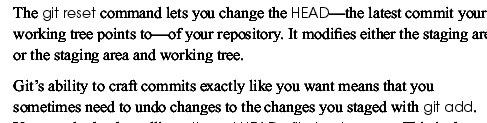 The git reset command lets you change the HEAD—the latest commit your
working tree points to—of your repository. It modifies either the staging are
or the staging area and working tree.
Git's ability to craft commits exactly like you want means that you
sometimes need to undo changes to the changes you staged with git add.